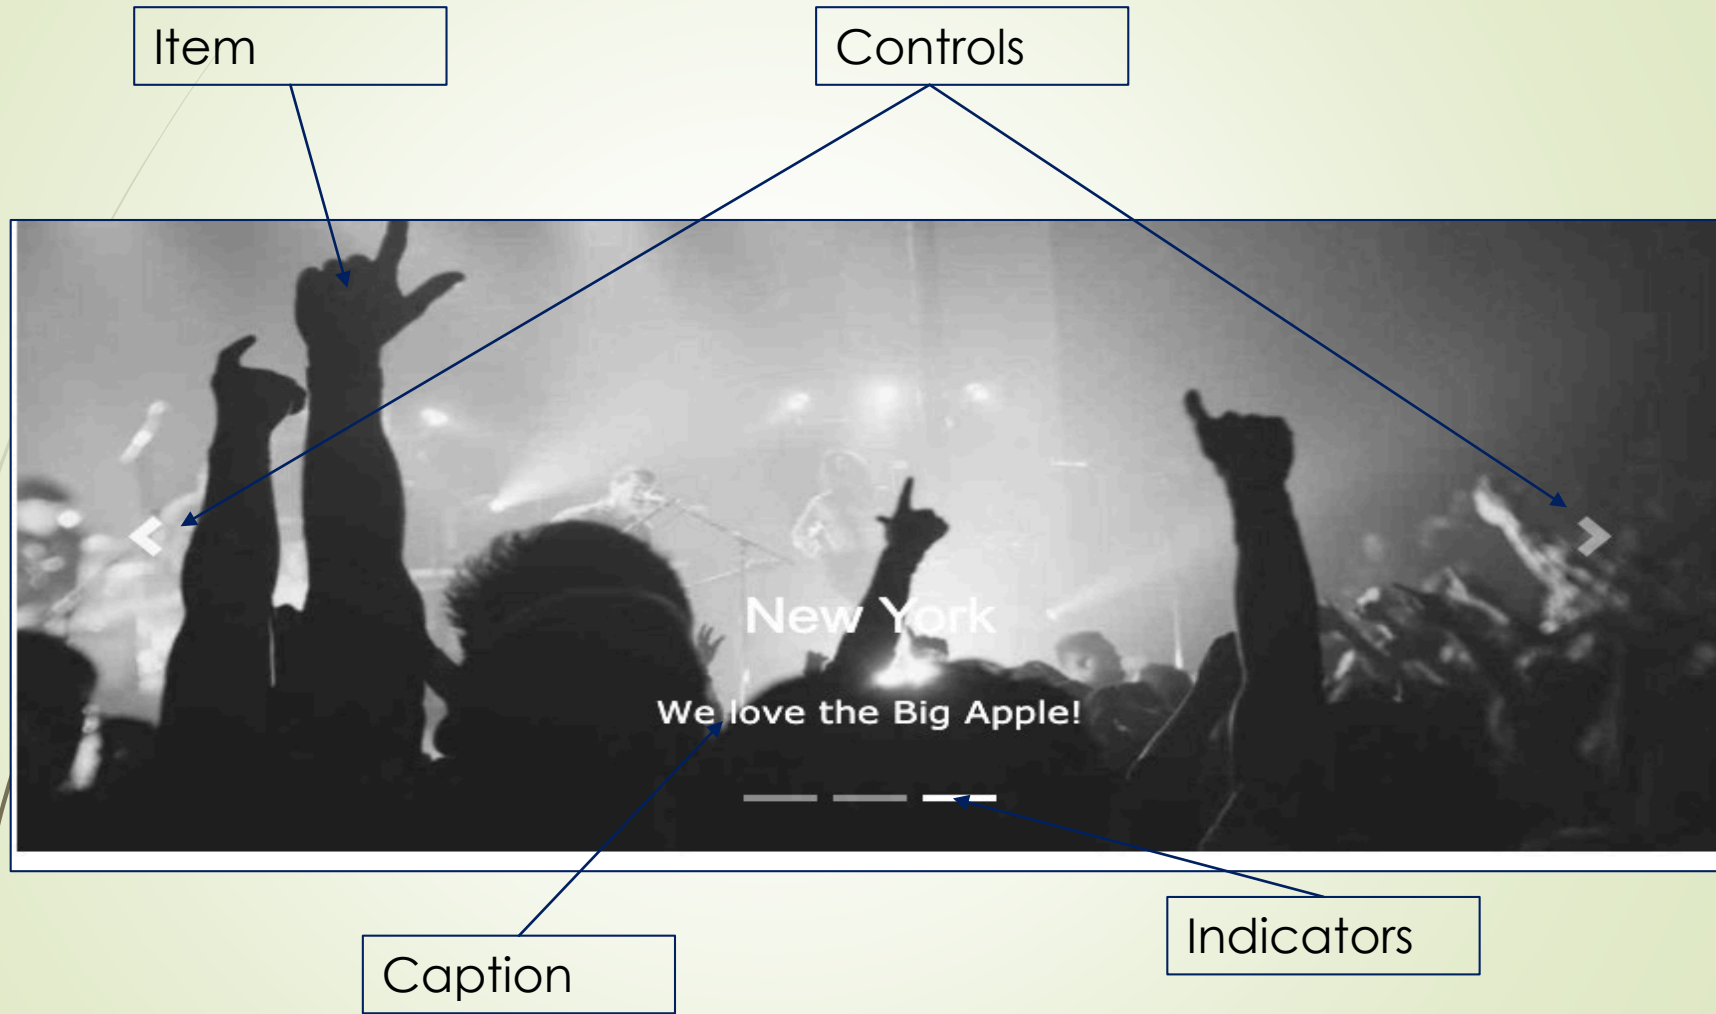 Item
Controls
New York
We love the Big Apple!
Caption
Indicators